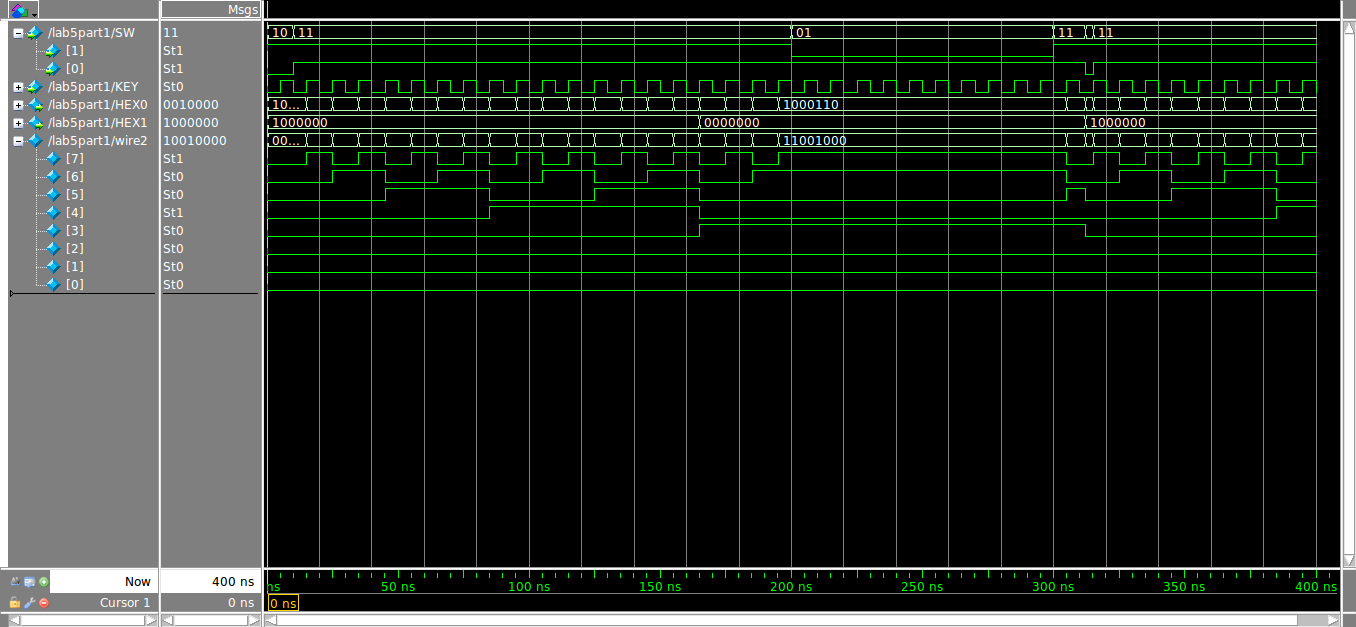 Msgs
/lab5part1/SW 11 10 11 01 11 11
[1] St1
[0] St1
/lab5part1/KEY St0
/lab5part1/HEX0 0010000 10... 1000110
/lab5part1/HEX1 1000000 1000000 0000000 1000000
/lab5part1/wire2 10010000 00... 11001000
[7] St1
[6] St0
[5] St0
[4] St1
[3] St0
[2] St0
[1] St0
[0] St0
Now 400 ns ns 50 ns 100 ns 150 ns 200 ns 250 ns 300 ns 350 ns 400 ns
Cursor 1 0 ns 0 ns